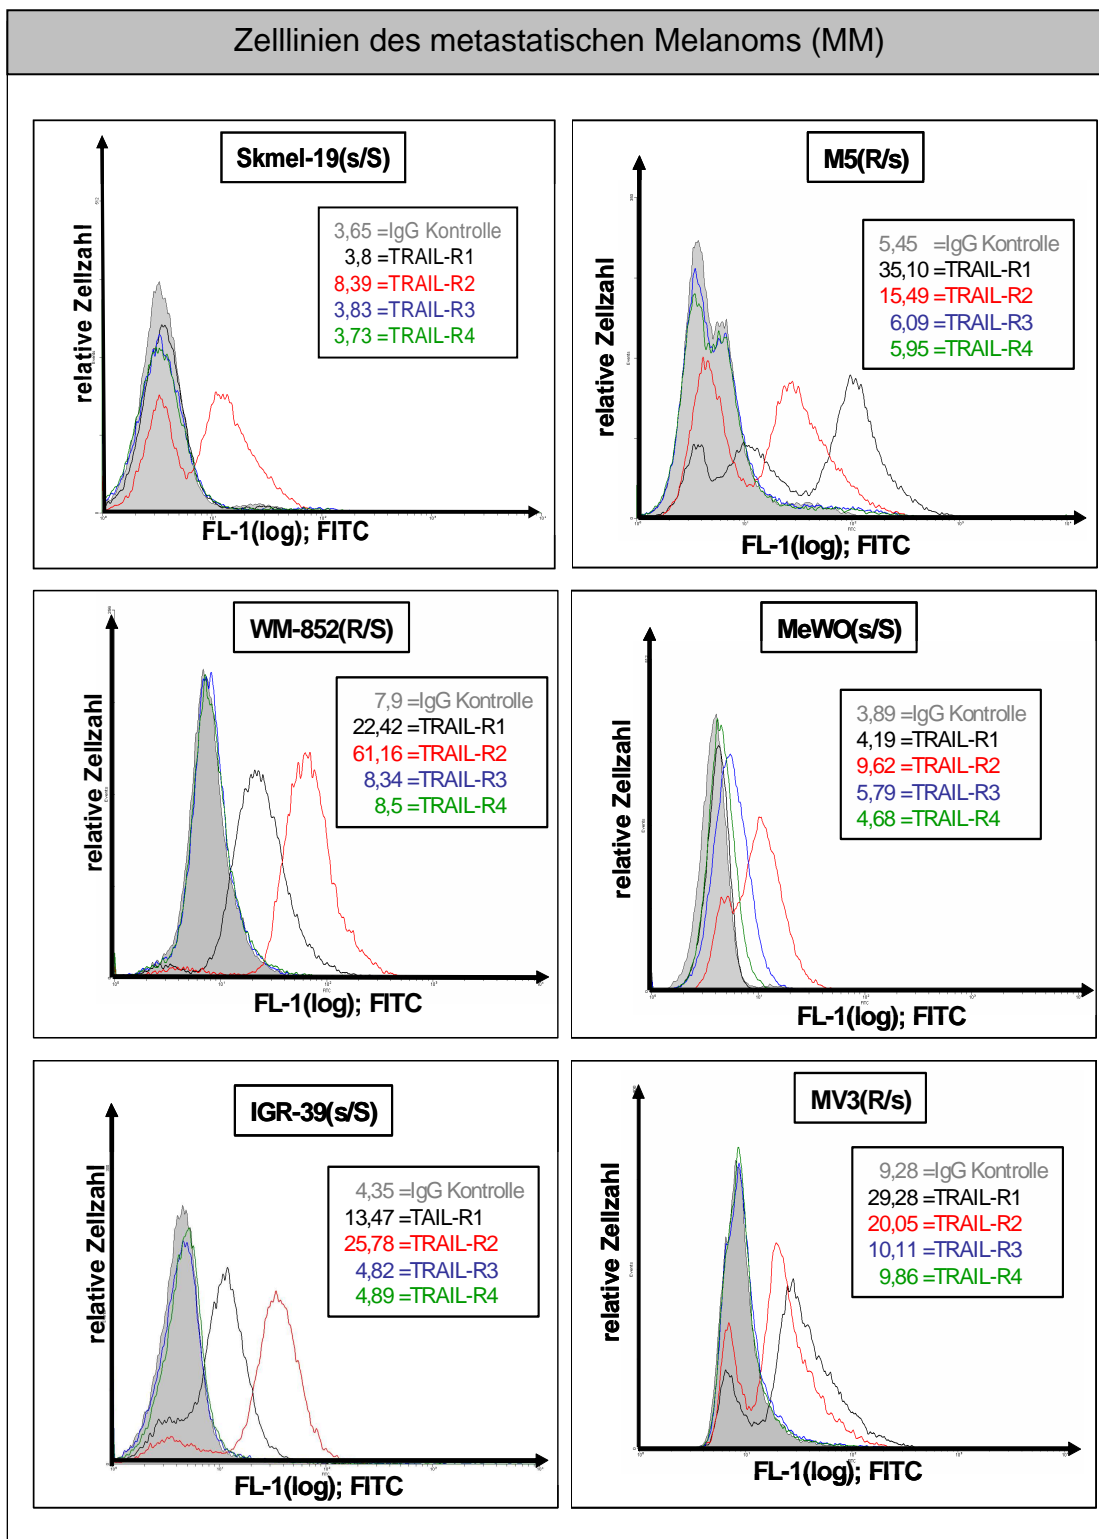 Zelllinien des metastatischen Melanoms (MM)
Skmel-19(s/S)
3,65 =IgG Kontrolle
3,8 =TRAIL-R1
8,39 =TRAIL-R2
3,83 =TRAIL-R3
3,73 =TRAIL-R4
relative Zellzahl
FL-1(log); FITC
M5(R/s)
5,45 =IgG Kontrolle
35,10 =TRAIL-R1
15,49 =TRAIL-R2
6,09 =TRAIL-R3
5,95 =TRAIL-R4
relative Zellzahl
FL-1(log); FITC
WM-852(R/S)
7,9 =IgG Kontrolle
22,42 =TRAIL-R1
61,16 =TRAIL-R2
8,34 =TRAIL-R3
8,5 =TRAIL-R4
relative Zellzahl
FL-1(log); FITC
MeWO(s/S)
3,89 =IgG Kontrolle
4,19 =TRAIL-R1
9,62 =TRAIL-R2
5,79 =TRAIL-R3
4,68 =TRAIL-R4
relative Zellzahl
FL-1(log); FITC
IGR-39(s/S)
4,35 =IgG Kontrolle
13,47 =TAIL-R1
25,78 =TRAIL-R2
4,82 =TRAIL-R3
4,89 =TRAIL-R4
relative Zellzahl
FL-1(log); FITC
MV3(R/s)
9,28 =IgG Kontrolle
29,28 =TRAIL-R1
20,05 =TRAIL-R2
10,11 =TRAIL-R3
9,86 =TRAIL-R4
relative Zellzahl
FL-1(log); FITC